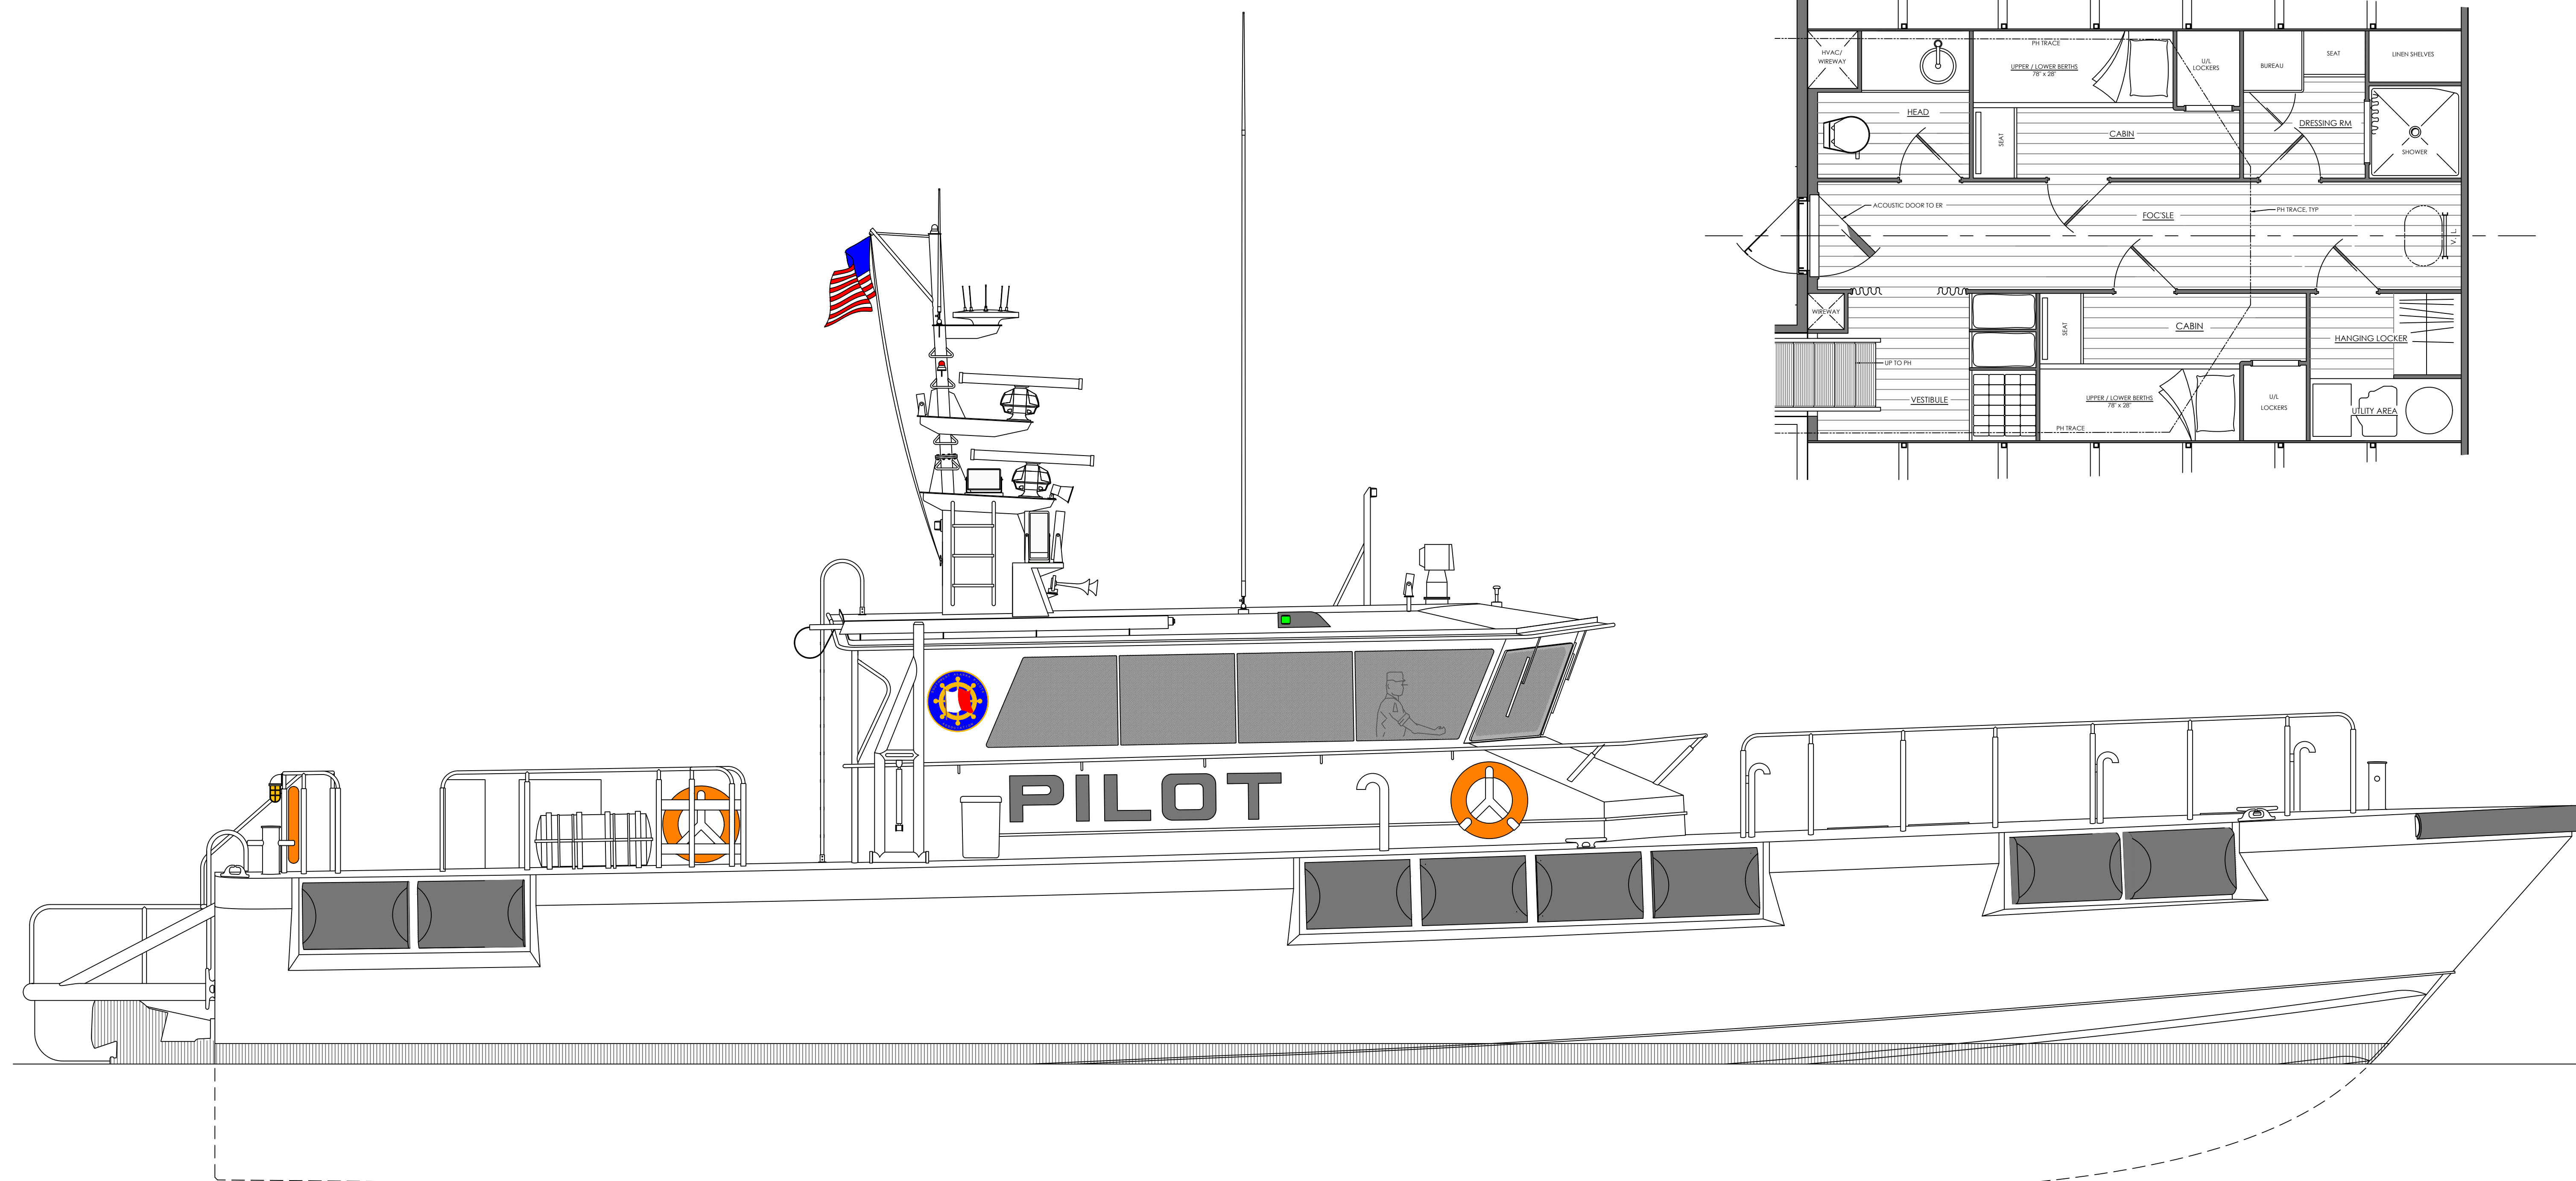 HVAC/
WIREWAY
PH TRACE
UPPER / LOWER BERTHS
78" x 28"
U/L
LOCKERS
BUREAU
SEAT
LINEN SHELVES
HEAD
SEAT
CABIN
DRESSING RM
SHOWER
ACOUSTIC DOOR TO ER
FOC'SLE
PH TRACE, TYP
V. L.
WIREWAY
SEAT
CABIN
HANGING LOCKER
UP TO PH
VESTIBULE
UPPER / LOWER BERTHS
78" x 28"
U/L
LOCKERS
UTLITY AREA
PH TRACE
PILOT